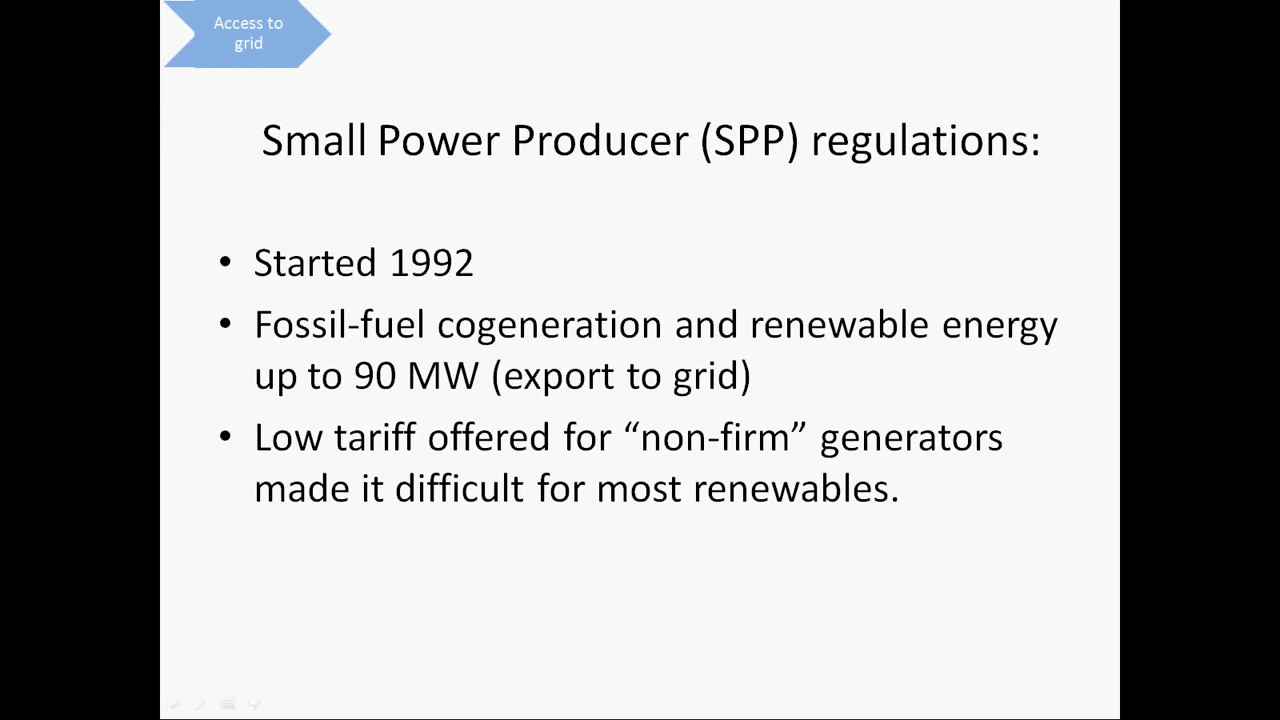 Access to
grid
Small Power Producer (SPP) regulations:
• Started 1992
• Fossil-fuel cogeneration and renewable energy
up to 90 MW (export to grid)
• Low tariff offered for “non-firm” generators
made it difficult for most renewables.